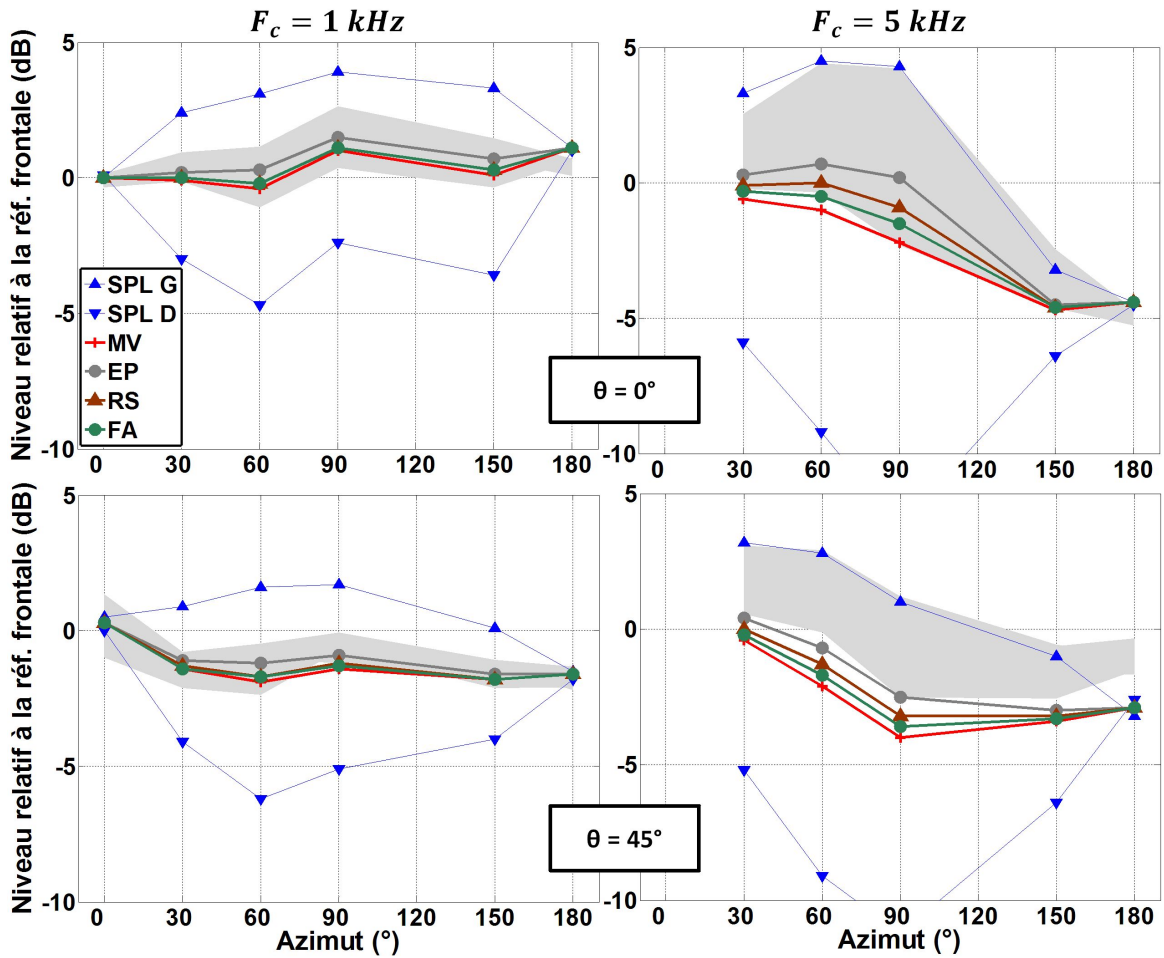 F_c = 1 kHz
F_c = 5 kHz
Niveau relatif à la réf. frontale (dB)
5
0
-5
-10
SPL G
SPL D
MV
EP
RS
FA
0 30 60 90 120 150 180
5
0
-5
-10
0 30 60 90 120 150 180
θ = 0°
Niveau relatif à la réf. frontale (dB)
5
0
-5
-10
0 30 60 90 120 150 180
Azimut (°)
5
0
-5
-10
0 30 60 90 120 150 180
Azimut (°)
θ = 45°